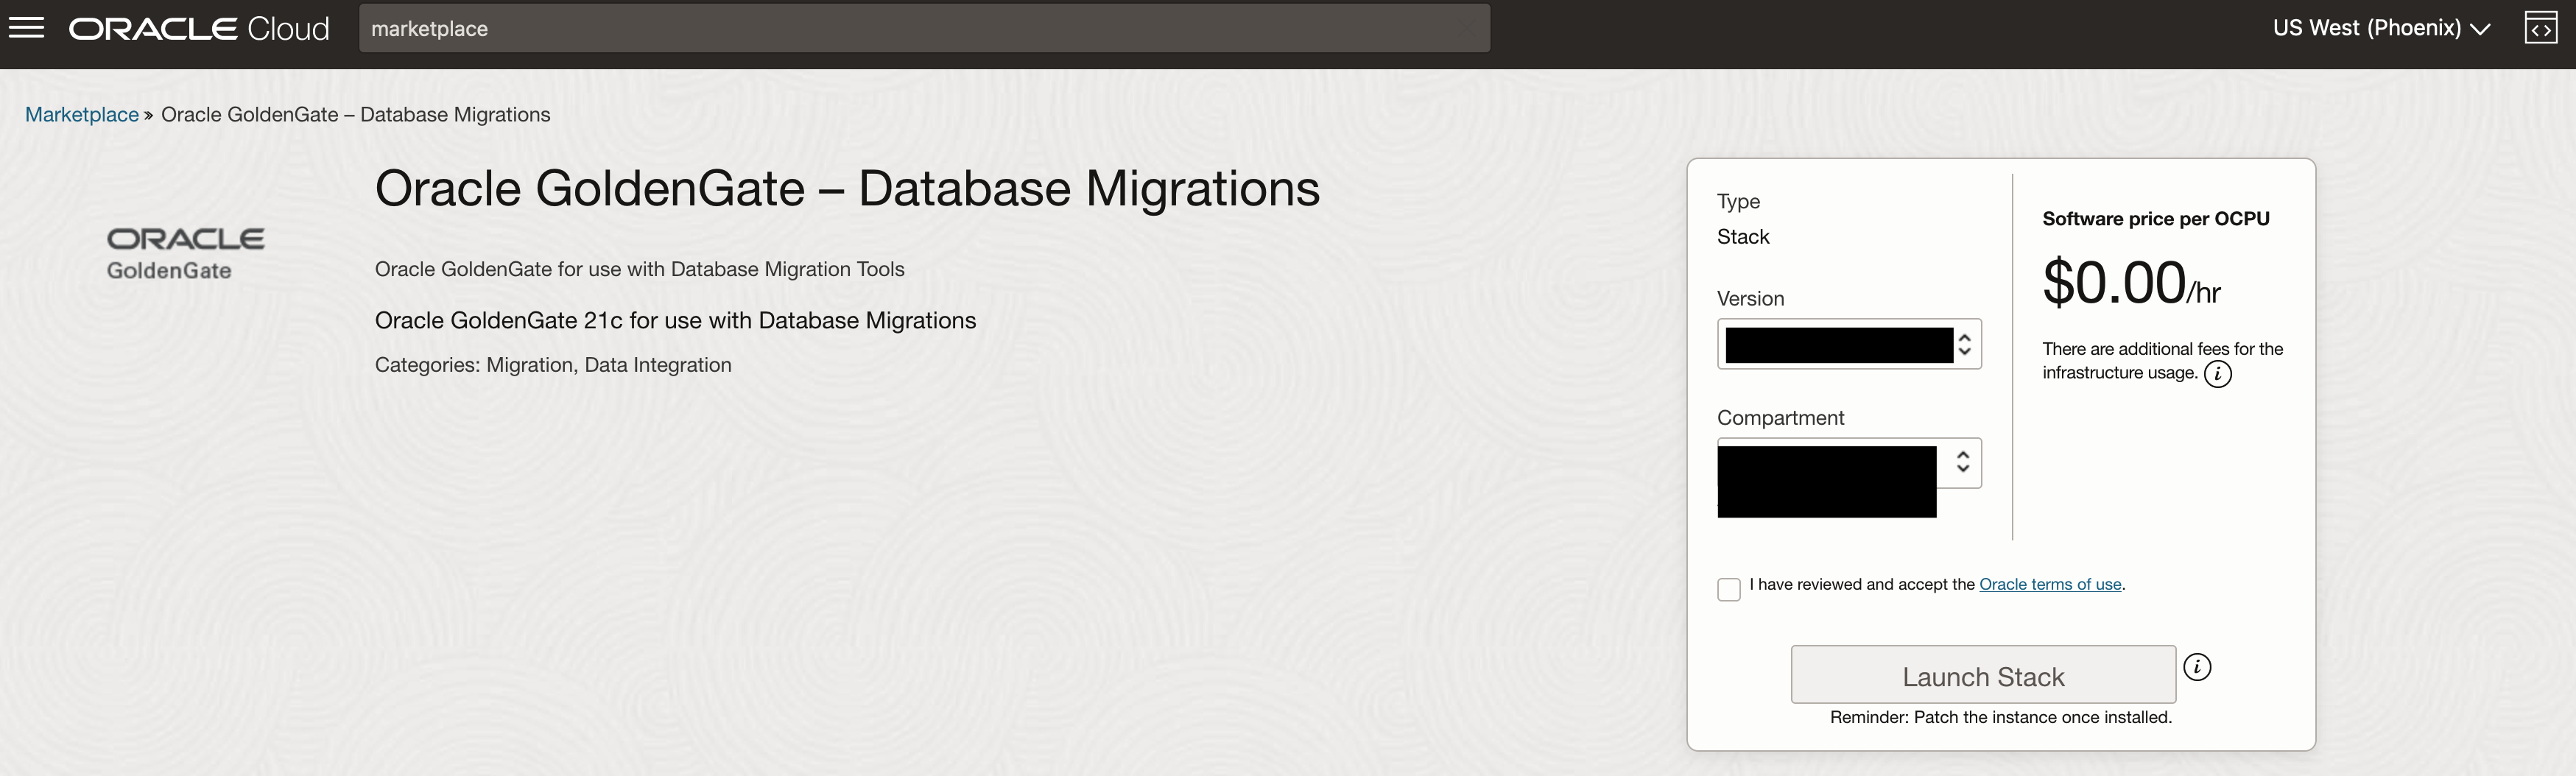 ORACLE Cloud
marketplace
US West (Phoenix)
Marketplace » Oracle GoldenGate – Database Migrations
ORACLE
GoldenGate
Oracle GoldenGate – Database Migrations
Oracle GoldenGate for use with Database Migration Tools
Oracle GoldenGate 21c for use with Database Migrations
Categories: Migration, Data Integration
Type
Stack
Version
Compartment
Software price per OCPU
$0.00/hr
There are additional fees for the
infrastructure usage.
I have reviewed and accept the Oracle terms of use.
Launch Stack
Reminder: Patch the instance once installed.